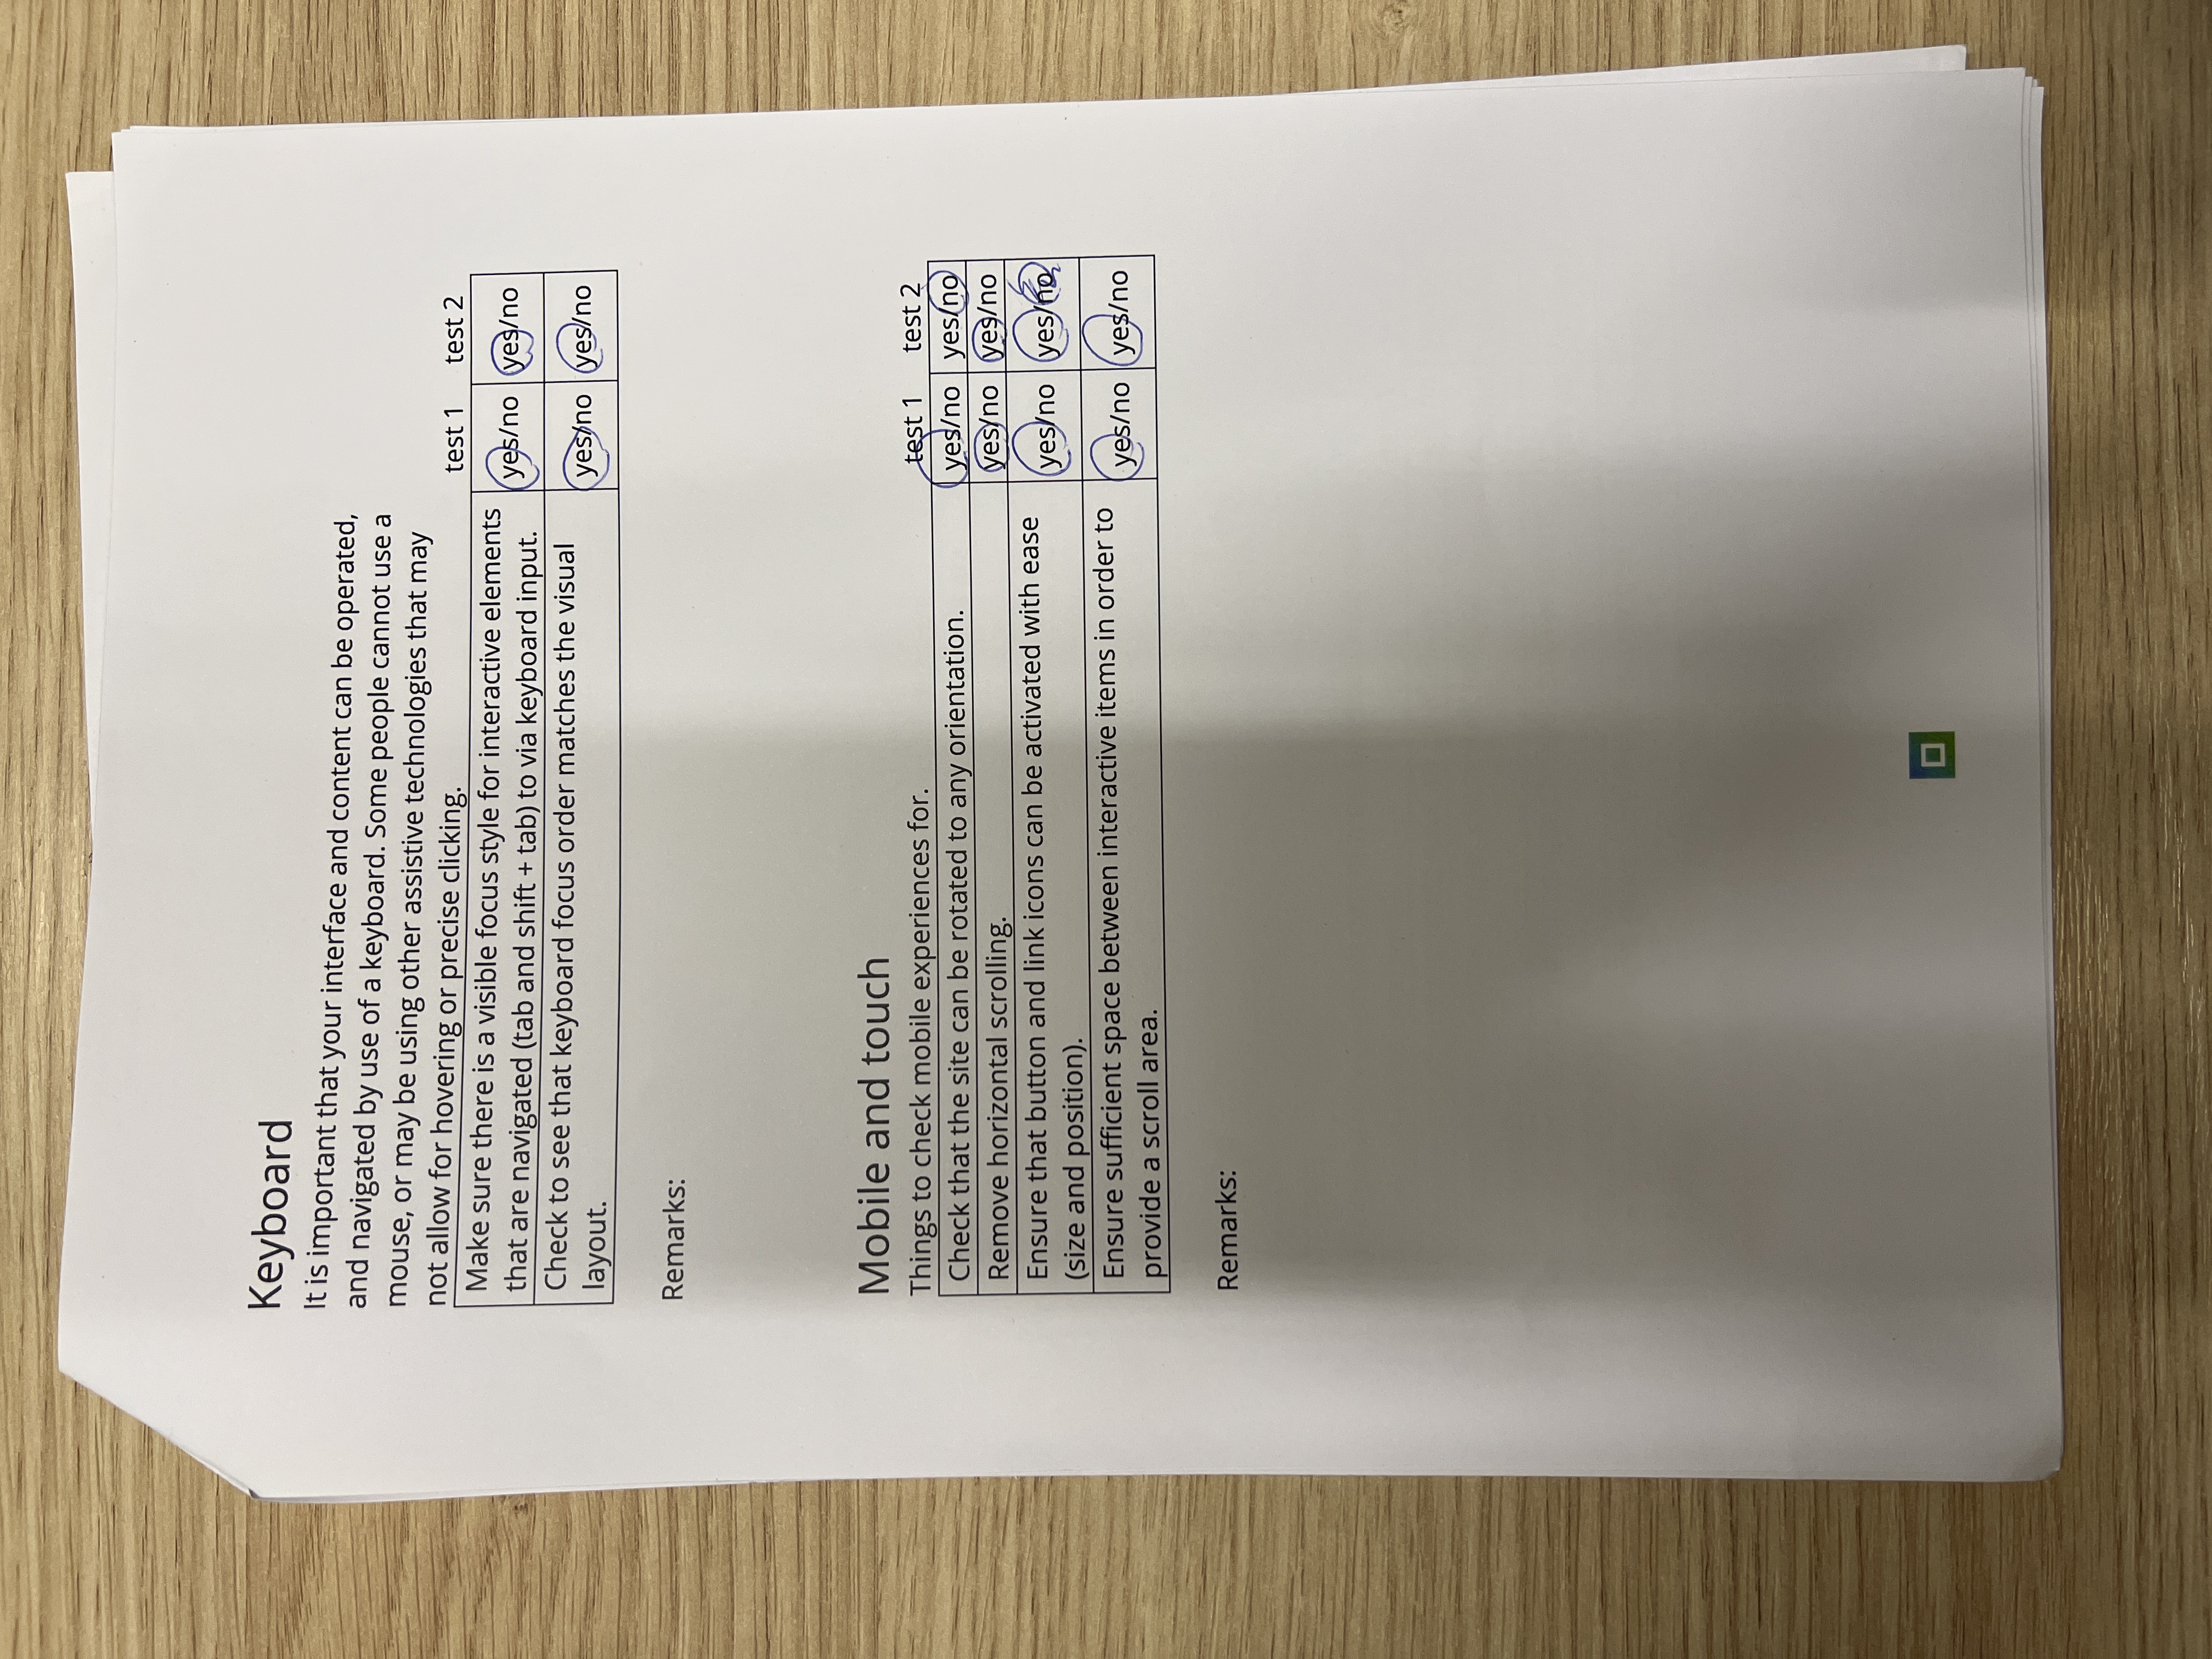 Keyboard
It is important that your interface and content can be operated,
and navigated by use of a keyboard. Some people cannot use a
mouse, or may be using other assistive technologies that may
not allow for hovering or precise clicking.
test 1 test 2
Make sure there is a visible focus style for interactive elements
that are navigated (tab and shift + tab) to via keyboard input.
yes/no yes/no
Check to see that keyboard focus order matches the visual
layout.
yes/no yes/no
Remarks:
Mobile and touch
Things to check mobile experiences for.
test 1 test 2
Check that the site can be rotated to any orientation. yes/no yes/no
Remove horizontal scrolling. yes/no yes/no
Ensure that button and link icons can be activated with ease
(size and position).
yes/no yes/no
Ensure sufficient space between interactive items in order to
provide a scroll area.
yes/no yes/no
Remarks: